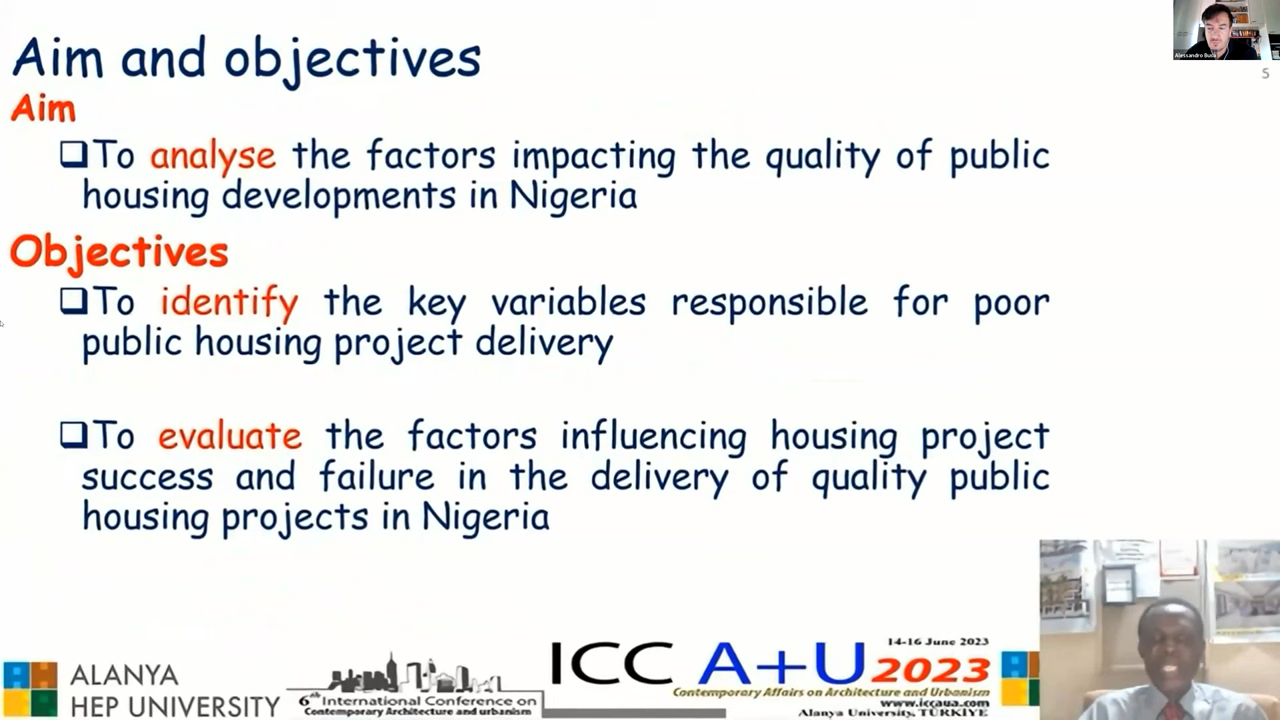 Aim and objectives
Aim
To analyse the factors impacting the quality of public
housing developments in Nigeria
Objectives
To identify the key variables responsible for poor
public housing project delivery
To evaluate the factors influencing housing project
success and failure in the delivery of quality public
housing projects in Nigeria
5
Alessandro
ALANYA
HEP UNIVERSITY
6th International Conference on
Contemporary Architecture and urbanism
ICC A+U 2023
14-16 June 2023
Contemporary Affairs on Architecture and Urbanism
www.iccaua.com
Alanya University, TÜRKIYE